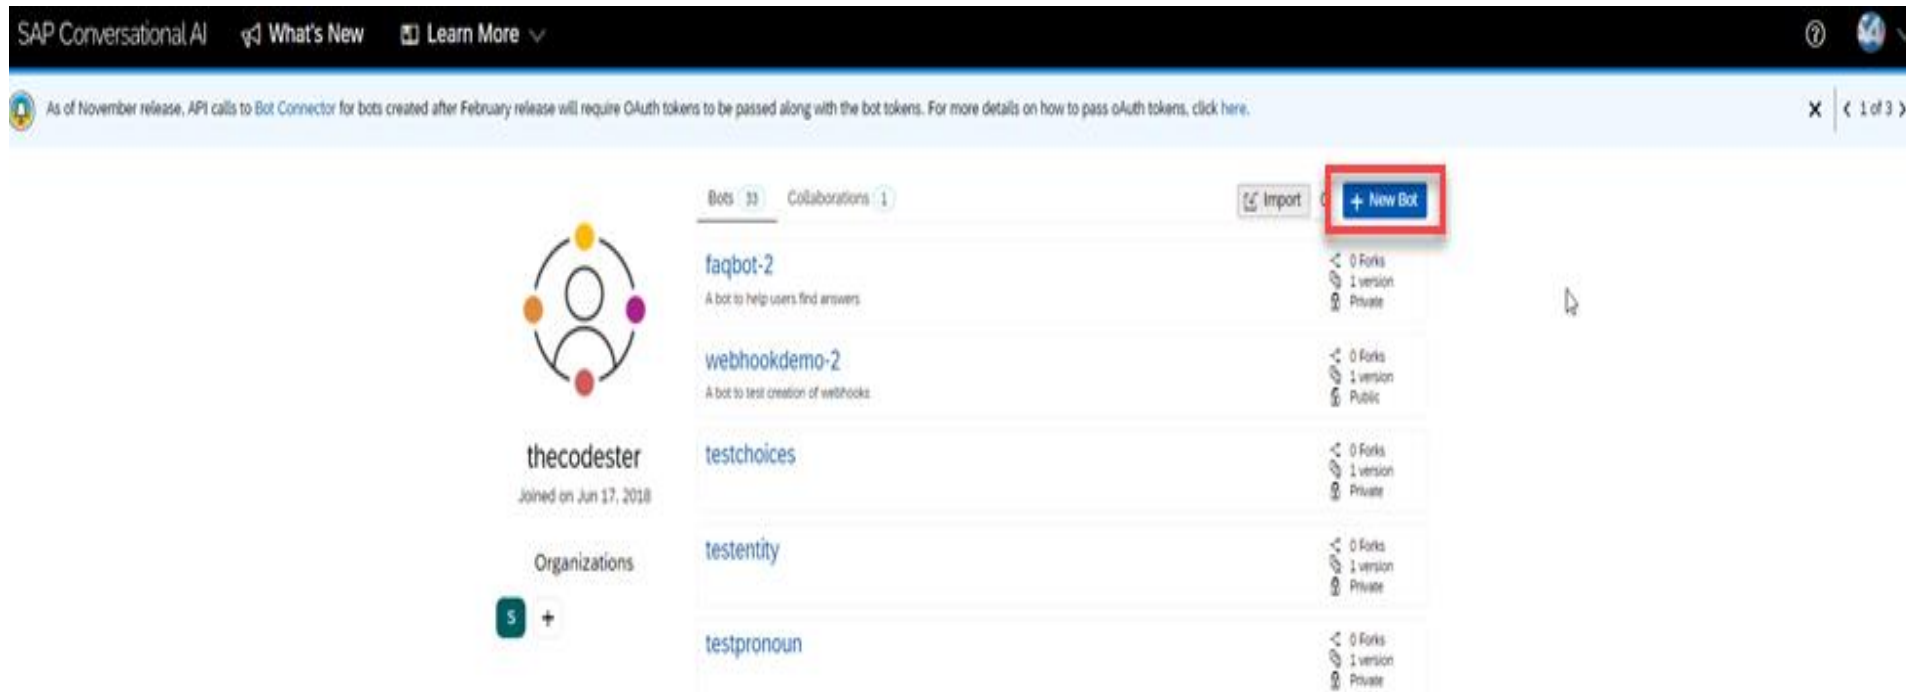 SAP Conversational AI What's New Learn More
As of November release, API calls to Bot Connector for bots created after February release will require OAuth tokens to be passed along with the bot tokens. For more details on how to pass oAuth tokens, click here.
1 of 3
Bots 33 Collaborations 1 Import + New Bot
faqbot-2
A bot to help users find answers
0 Forks
1 version
Private
webhookdemo-2
A bot to test creation of webhooks
0 Forks
1 version
Public
thecodester
Joined on Jun 17, 2018
testchoices
0 Forks
1 version
Private
Organizations
S +
testentity
0 Forks
1 version
Private
testpronoun
0 Forks
1 version
Private